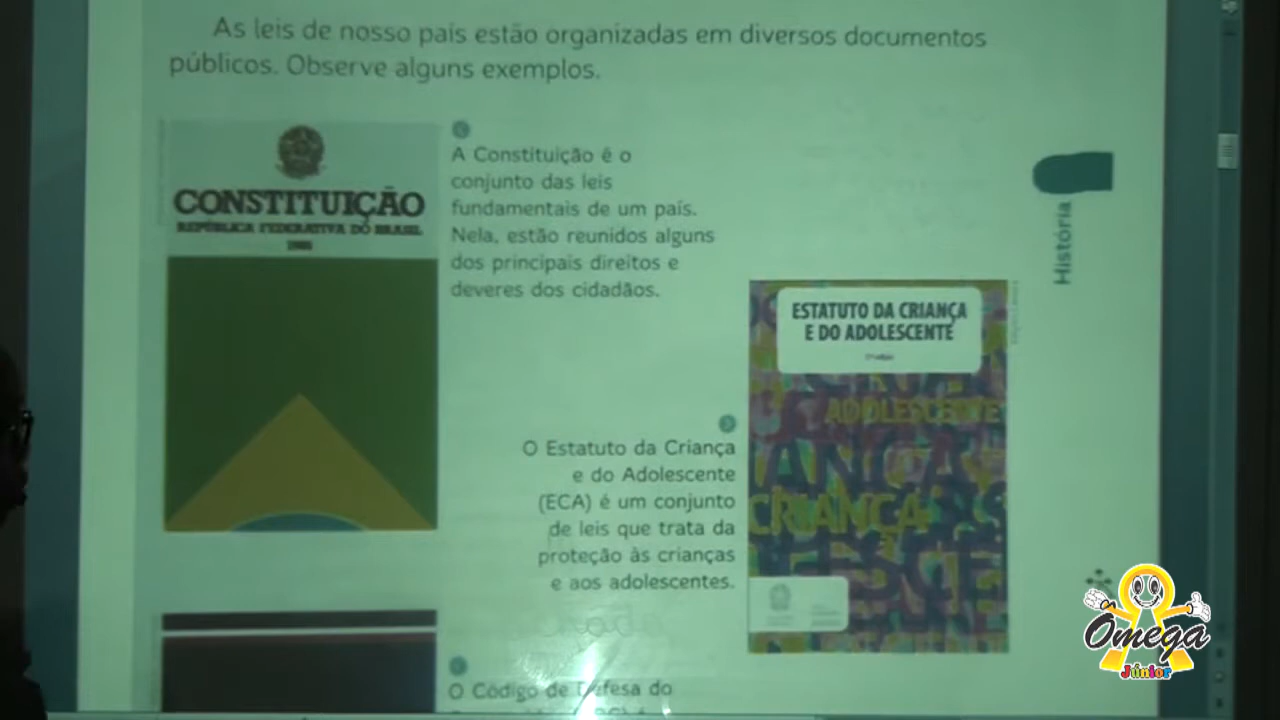 As leis de nosso país estão organizadas em diversos documentos
públicos. Observe alguns exemplos.
CONSTITUIÇÃO
REPÚBLICA FEDERATIVA DO BRASIL
1988
A Constituição é o
conjunto das leis
fundamentais de um país.
Nela, estão reunidos alguns
dos principais direitos e
deveres dos cidadãos.
História
ESTATUTO DA CRIANÇA
E DO ADOLESCENTE
ADOLESCENTE
CRIANÇA
O Estatuto da Criança
e do Adolescente
(ECA) é um conjunto
de leis que trata da
proteção às crianças
e aos adolescentes.
O Código de Defesa do
Ômega
Júnior